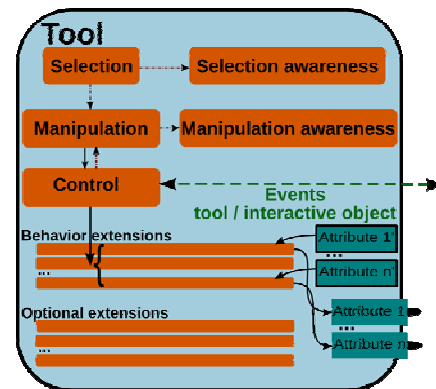 Tool
Selection
Selection awareness
Manipulation
Manipulation awareness
Control
Events
tool / interactive object
Behavior extensions
Attribute 1'
...
...
Attribute n'
Attribute 1
Optional extensions
...
Attribute n
...